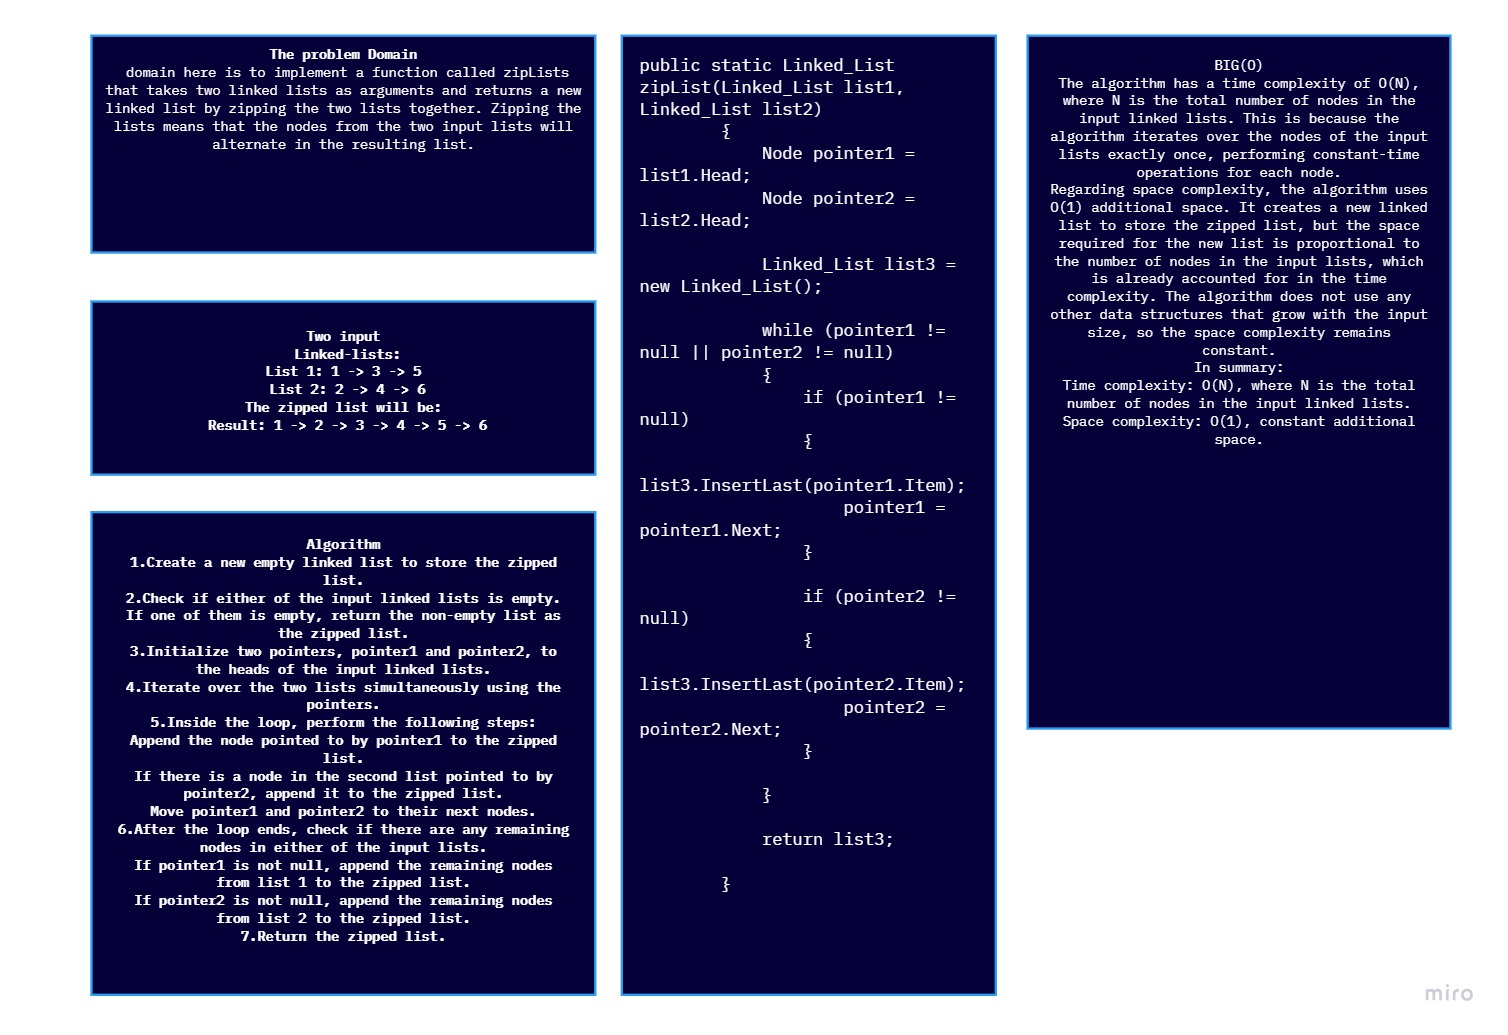 The problem Domain
domain here is to implement a function called zipLists
that takes two linked lists as arguments and returns a new
linked list by zipping the two lists together. Zipping the
lists means that the nodes from the two input lists will
alternate in the resulting list.
Two input
Linked-lists:
List 1: 1 -> 3 -> 5
List 2: 2 -> 4 -> 6
The zipped list will be:
Result: 1 -> 2 -> 3 -> 4 -> 5 -> 6
Algorithm
1.Create a new empty linked list to store the zipped
list.
2.Check if either of the input linked lists is empty.
If one of them is empty, return the non-empty list as
the zipped list.
3.Initialize two pointers, pointer1 and pointer2, to
the heads of the input linked lists.
4.Iterate over the two lists simultaneously using the
pointers.
5.Inside the loop, perform the following steps:
Append the node pointed to by pointer1 to the zipped
list.
If there is a node in the second list pointed to by
pointer2, append it to the zipped list.
Move pointer1 and pointer2 to their next nodes.
6.After the loop ends, check if there are any remaining
nodes in either of the input lists.
If pointer1 is not null, append the remaining nodes
from list 1 to the zipped list.
If pointer2 is not null, append the remaining nodes
from list 2 to the zipped list.
7.Return the zipped list.
public static Linked_List
zipList(Linked_List list1,
Linked_List list2)
{
Node pointer1 =
list1.Head;
Node pointer2 =
list2.Head;
Linked_List list3 =
new Linked_List();
while (pointer1 !=
null || pointer2 != null)
{
if (pointer1 !=
null)
{
list3.InsertLast(pointer1.Item);
pointer1 =
pointer1.Next;
}
if (pointer2 !=
null)
{
list3.InsertLast(pointer2.Item);
pointer2 =
pointer2.Next;
}
}
return list3;
}
BIG(O)
The algorithm has a time complexity of O(N),
where N is the total number of nodes in the
input linked lists. This is because the
algorithm iterates over the nodes of the input
lists exactly once, performing constant-time
operations for each node.
Regarding space complexity, the algorithm uses
O(1) additional space. It creates a new linked
list to store the zipped list, but the space
required for the new list is proportional to
the number of nodes in the input lists, which
is already accounted for in the time
complexity. The algorithm does not use any
other data structures that grow with the input
size, so the space complexity remains
constant.
In summary:
Time complexity: O(N), where N is the total
number of nodes in the input linked lists.
Space complexity: O(1), constant additional
space.
miro